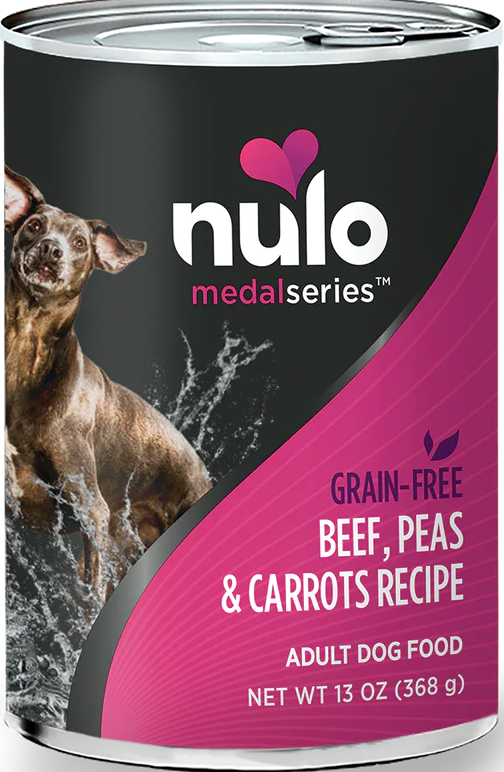 nulo
medalseries™
GRAIN-FREE
BEEF, PEAS
& CARROTS RECIPE
ADULT DOG FOOD
NET WT 13 OZ (368 g)